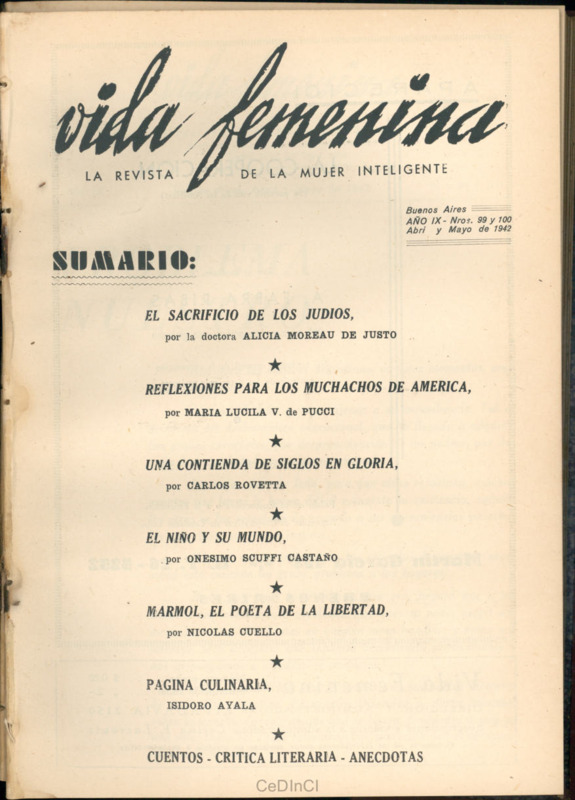 vida femenina
LA REVISTA DE LA MUJER INTELIGENTE
Buenos Aires
AÑO IX - Nros. 99 y 100
Abri y Mayo de 1942
SUMARIO:
EL SACRIFICIO DE LOS JUDIOS,
por la doctora ALICIA MOREAU DE JUSTO
REFLEXIONES PARA LOS MUCHACHOS DE AMERICA,
por MARIA LUCILA V. de PUCCI
UNA CONTIENDA DE SIGLOS EN GLORIA,
por CARLOS ROVETTA
EL NIÑO Y SU MUNDO,
por ONESIMO SCUFFI CASTAÑO
MARMOL, EL POETA DE LA LIBERTAD,
por NICOLAS CUELLO
PAGINA CULINARIA,
ISIDORO AYALA
CUENTOS - CRITICA LITERARIA - ANECDOTAS
CeDInCI